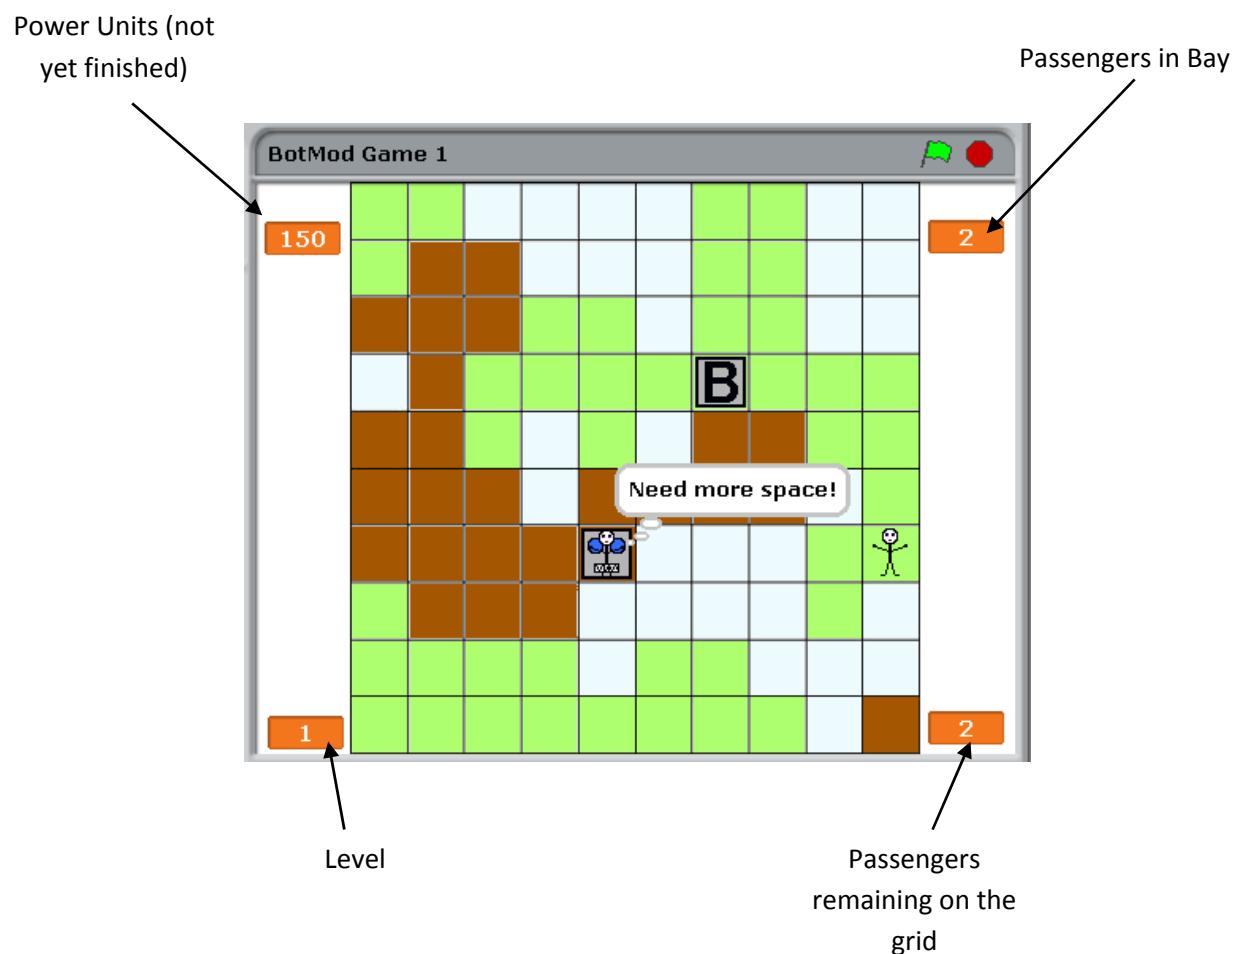 Power Units (not
yet finished)
Passengers in Bay
BotMod Game 1
150
2
B
Need more space!
1
2
Level
Passengers
remaining on the
grid